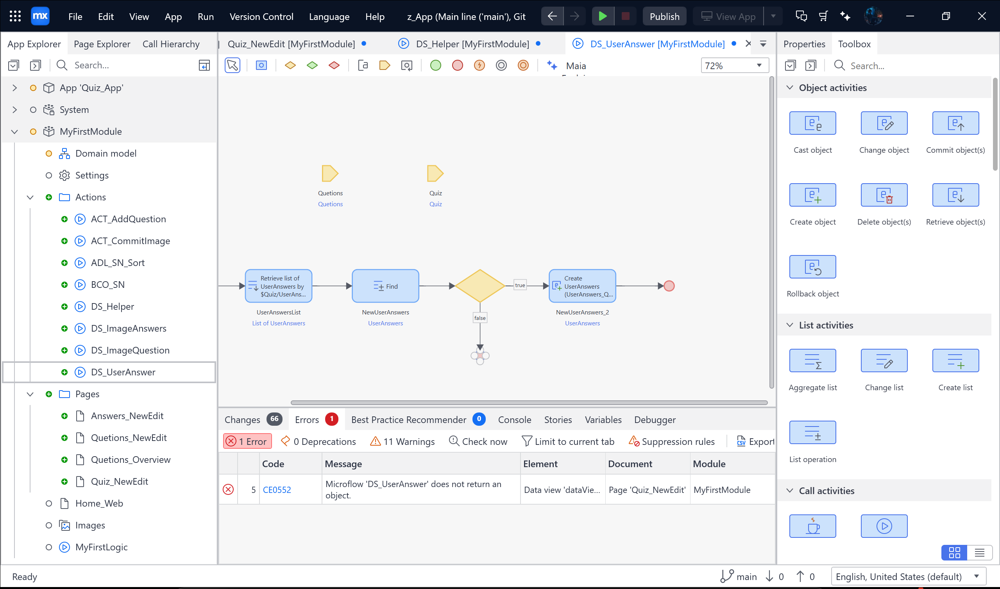 mx
File
Edit
View
App
Run
Version Control
Language
Help
z_App (Main line ('main'), Git
Publish
View App
App Explorer
Page Explorer
Call Hierarchy
Search...
App 'Quiz_App'
System
MyFirstModule
Domain model
Settings
Actions
ACT_AddQuestion
ACT_CommitImage
ADL_SN_Sort
BCO_SN
DS_Helper
DS_ImageAnswers
DS_ImageQuestion
DS_UserAnswer
Pages
Answers_NewEdit
Quetions_NewEdit
Quetions_Overview
Quiz_NewEdit
Home_Web
Images
MyFirstLogic
Quiz_NewEdit [MyFirstModule]
DS_Helper [MyFirstModule]
DS_UserAnswer [MyFirstModule]
Maia
72%
Quetions
Quetions
Quiz
Quiz
Retrieve list of
UserAnswers by
$Quiz/UserAns...
UserAnswersList
List of UserAnswers
Find
NewUserAnswers
UserAnswers
true
false
Create
UserAnswers
(UserAnswers_Q...
NewUserAnswers_2
UserAnswers
Changes 66
Errors 1
Best Practice Recommender 0
Console
Stories
Variables
Debugger
1 Error
0 Deprecations
11 Warnings
Check now
Limit to current tab
Suppression rules
CSV
Export
Code
Message
Element
Document
Module
5
CE0552
Microflow 'DS_UserAnswer' does not return an
object.
Data view 'dataVie...
Page 'Quiz_NewEdit'
MyFirstModule
Properties
Toolbox
Search...
Object activities
Cast object
Change object
Commit object(s)
Create object
Delete object(s)
Retrieve object(s)
Rollback object
List activities
Aggregate list
Change list
Create list
List operation
Call activities
Ready
main
0
0
English, United States (default)